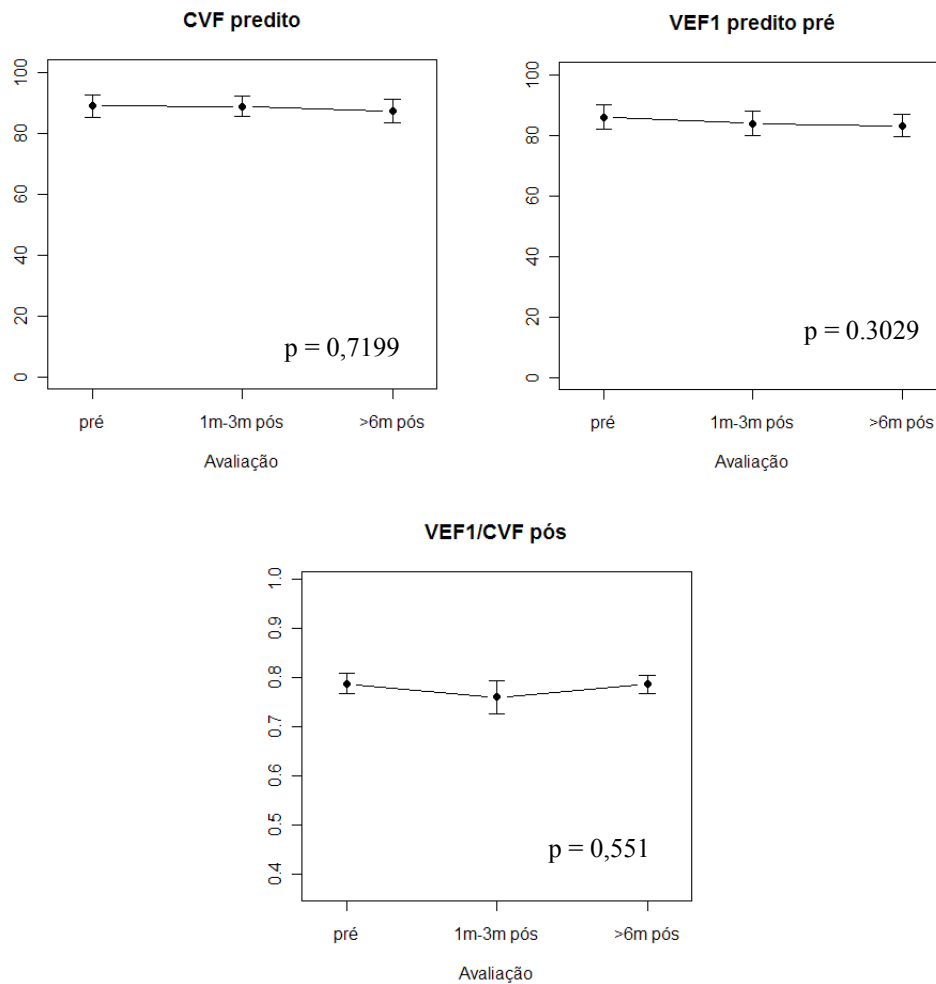 CVF predito
100
80
60
40
20
0
p = 0,7199
pré 1m-3m pós >6m pós
Avaliação
VEF1 predito pré
100
80
60
40
20
0
p = 0.3029
pré 1m-3m pós >6m pós
Avaliação
VEF1/CVF pós
1.0
0.9
0.8
0.7
0.6
0.5
0.4
p = 0,551
pré 1m-3m pós >6m pós
Avaliação